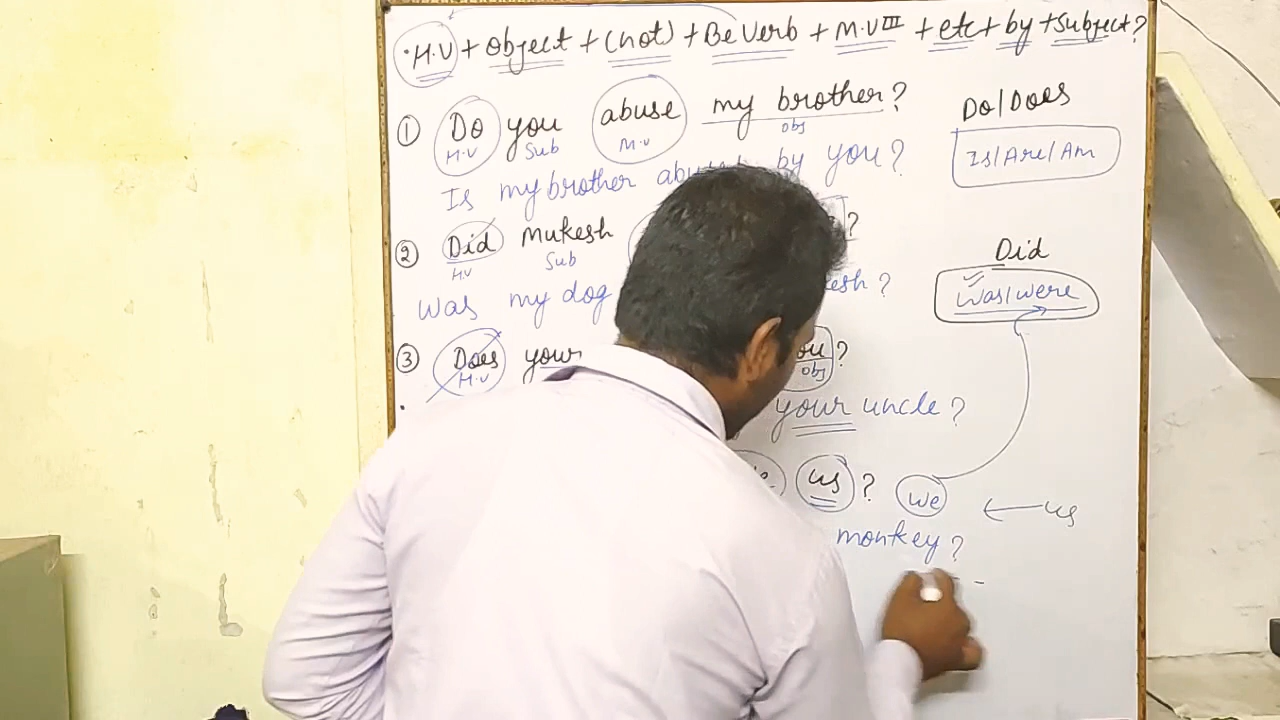 • H.V + object + (not) + Be Verb + M.V III + etc + by + Subject?
① Do you abuse my brother?
H.V Sub M.V obj
Is my brother by you?
Do/Does
Is/Are/Am
② Did Mukesh ?
H.V Sub
Was my dog ?
Did
Was/were
③ Does your ?
H.V obj
your uncle?
us ? we ← us
monkey?